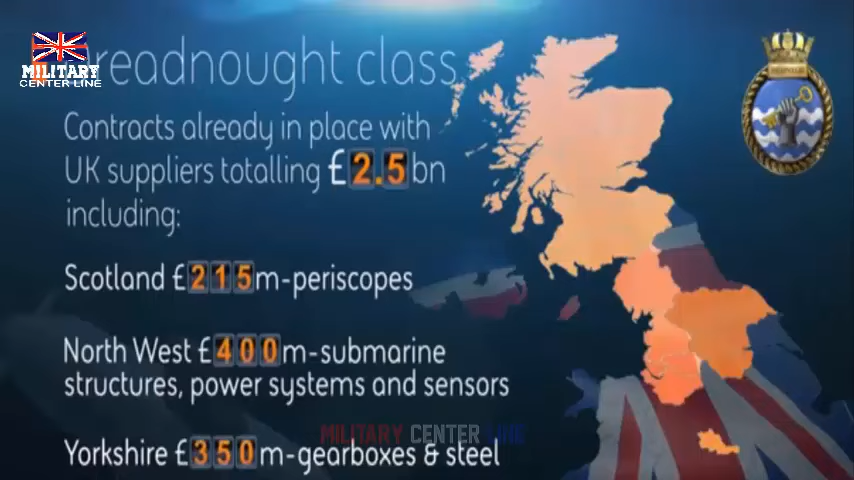 MILITARY
CENTER LINE
Dreadnought class
Contracts already in place with
UK suppliers totalling £2.5bn
including:
Scotland £215m-periscopes
North West £400m-submarine
structures, power systems and sensors
MILITARY CENTER LINE
Yorkshire £350m-gearboxes & steel